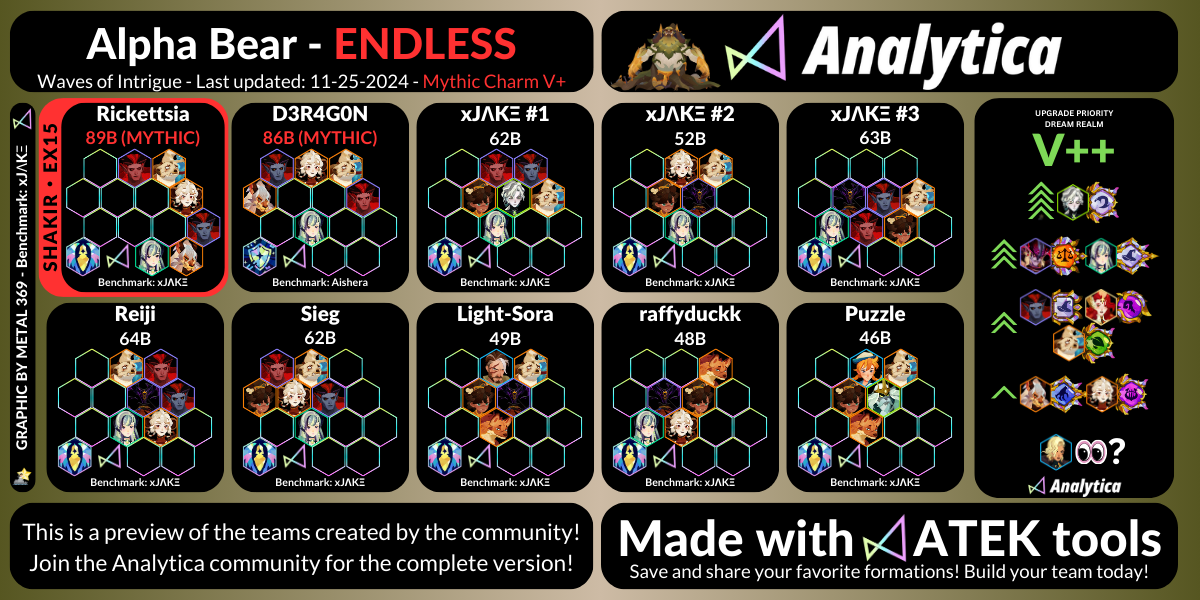 Alpha Bear - ENDLESS
Waves of Intrigue - Last updated: 11-25-2024 - Mythic Charm V+
Analytica
GRAPHIC BY METAL 369 - Benchmark: xJΛKΞ
SHAKIR • EX15
Rickettsia
89B (MYTHIC)
Benchmark: xJΛKΞ
D3R4G0N
86B (MYTHIC)
Benchmark: Aishera
xJΛKΞ #1
62B
Benchmark: xJΛKΞ
xJΛKΞ #2
52B
Benchmark: xJΛKΞ
xJΛKΞ #3
63B
Benchmark: xJΛKΞ
Reiji
64B
Benchmark: xJΛKΞ
Sieg
62B
Benchmark: xJΛKΞ
Light-Sora
49B
Benchmark: xJΛKΞ
raffyduckk
48B
Benchmark: xJΛKΞ
Puzzle
46B
Benchmark: xJΛKΞ
UPGRADE PRIORITY
DREAM REALM
V++
?
Analytica
This is a preview of the teams created by the community!
Join the Analytica community for the complete version!
Made with ATEK tools
Save and share your favorite formations! Build your team today!